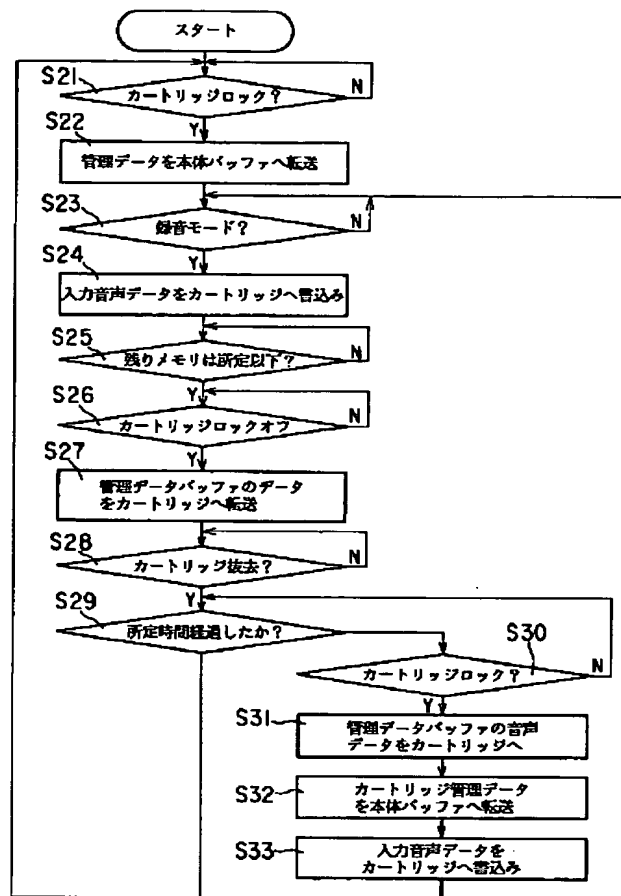 スタート
S21
カートリッジロック?
N
Y
S22
管理データを本体バッファへ転送
S23
録音モード?
N
Y
S24
入力音声データをカートリッジへ書込み
S25
残りメモリは所定以下?
N
Y
S26
カートリッジロックオフ
N
Y
S27
管理データバッファのデータ
をカートリッジへ転送
S28
カートリッジ抜去?
N
Y
S29
所定時間経過したか?
S30
カートリッジロック?
N
Y
S31
管理データバッファの音声
データをカートリッジへ
S32
カートリッジ管理データ
を本体バッファへ転送
S33
入力音声データを
カートリッジへ書込み